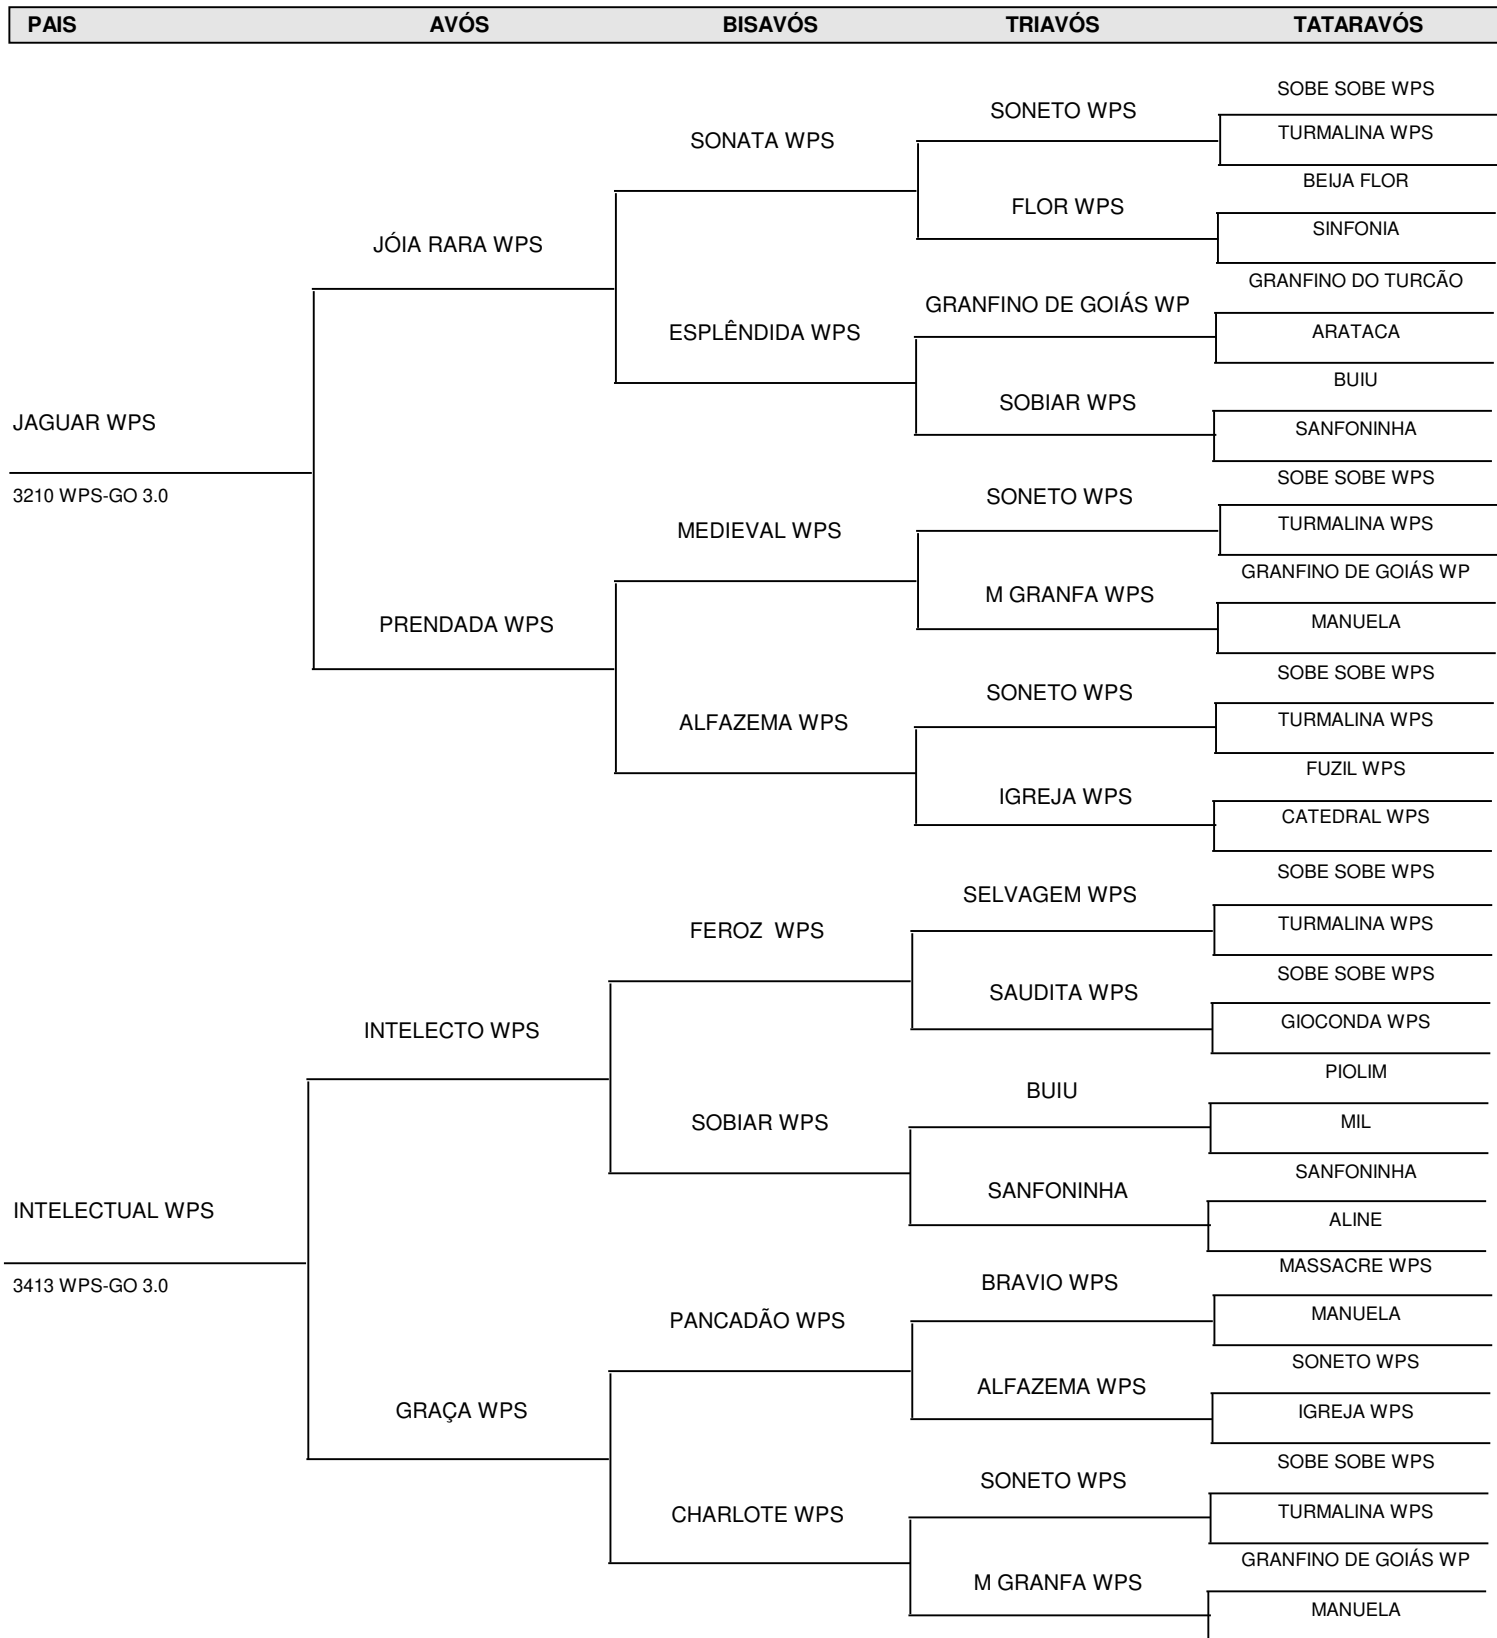 PAIS AVÓS BISAVÓS TRIAVÓS TATARAVÓS
SOBE SOBE WPS
SONETO WPS
TURMALINA WPS
SONATA WPS
BEIJA FLOR
FLOR WPS
SINFONIA
JÓIA RARA WPS
GRANFINO DO TURCÃO
GRANFINO DE GOIÁS WP
ARATACA
ESPLÊNDIDA WPS
BUIU
SOBIAR WPS
SANFONINHA
JAGUAR WPS
3210 WPS-GO 3.0
SOBE SOBE WPS
SONETO WPS
TURMALINA WPS
MEDIEVAL WPS
GRANFINO DE GOIÁS WP
M GRANFA WPS
MANUELA
PRENDADA WPS
SOBE SOBE WPS
SONETO WPS
TURMALINA WPS
ALFAZEMA WPS
FUZIL WPS
IGREJA WPS
CATEDRAL WPS
SOBE SOBE WPS
SELVAGEM WPS
TURMALINA WPS
FEROZ WPS
SOBE SOBE WPS
SAUDITA WPS
GIOCONDA WPS
INTELECTO WPS
PIOLIM
BUIU
MIL
SOBIAR WPS
SANFONINHA
SANFONINHA
ALINE
INTELECTUAL WPS
3413 WPS-GO 3.0
MASSACRE WPS
BRAVIO WPS
MANUELA
PANCADÃO WPS
SONETO WPS
ALFAZEMA WPS
IGREJA WPS
GRAÇA WPS
SOBE SOBE WPS
SONETO WPS
TURMALINA WPS
CHARLOTE WPS
GRANFINO DE GOIÁS WP
M GRANFA WPS
MANUELA